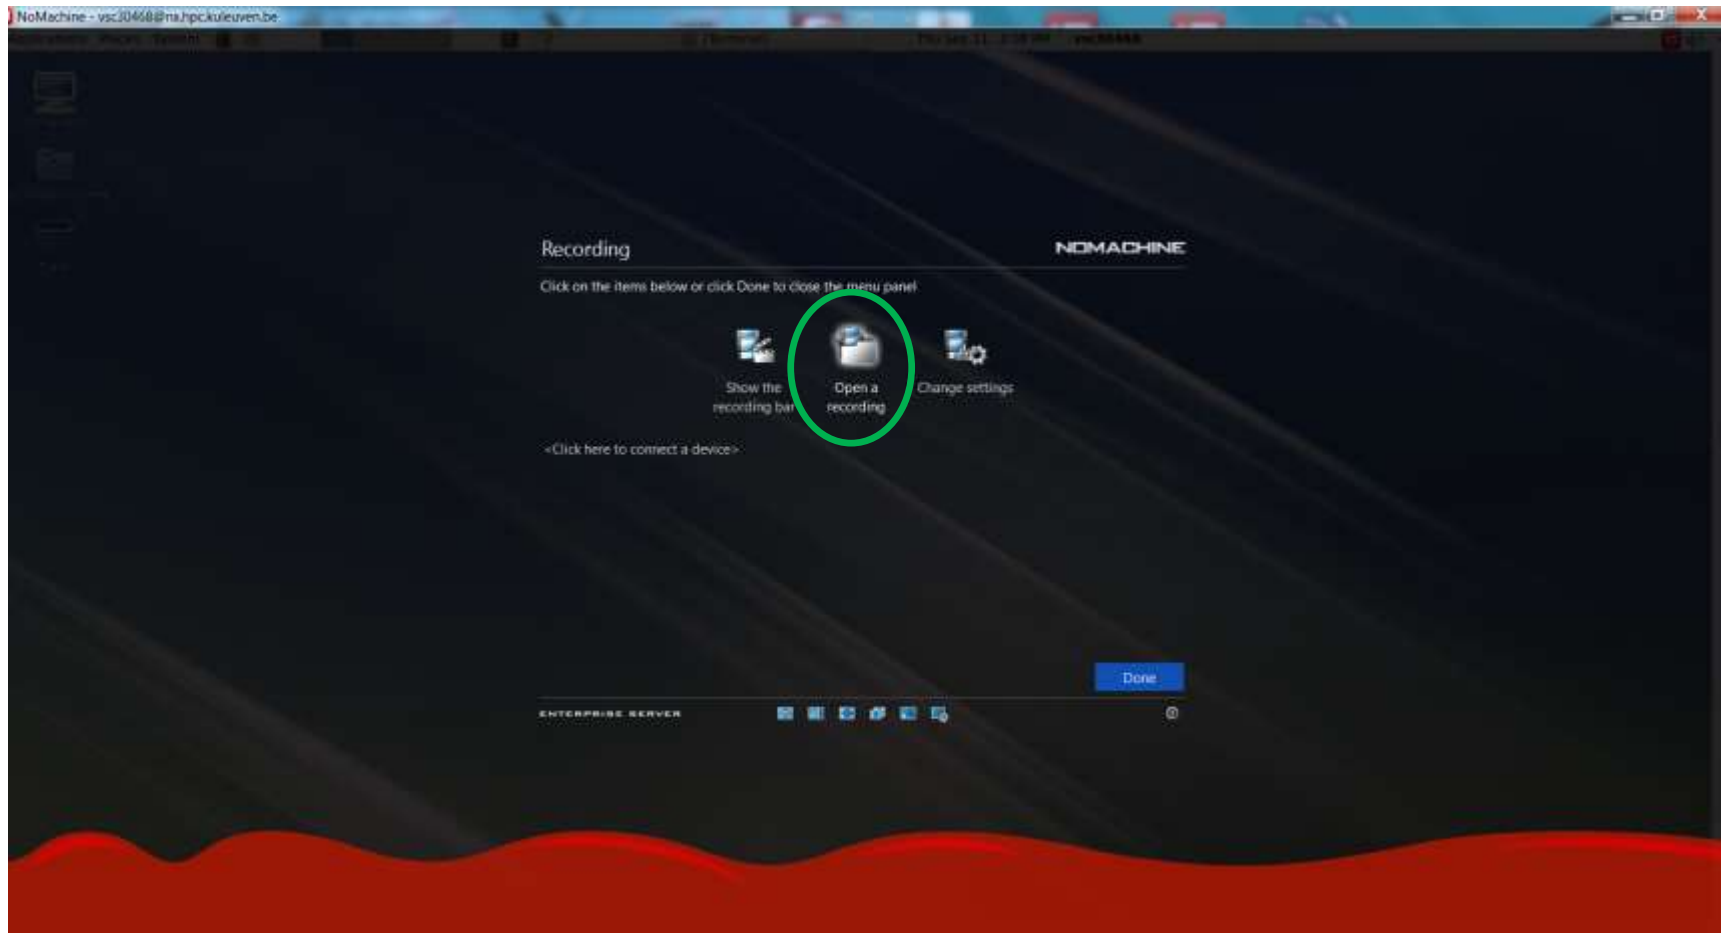 NoMachine - vsc30468@nx.hpc.kuleuven.be
Recording
NOMACHINE
Click on the items below or click Done to close the menu panel
Show the
recording bar
Open a
recording
Change settings
<Click here to connect a device>
Done
ENTERPRISE SERVER